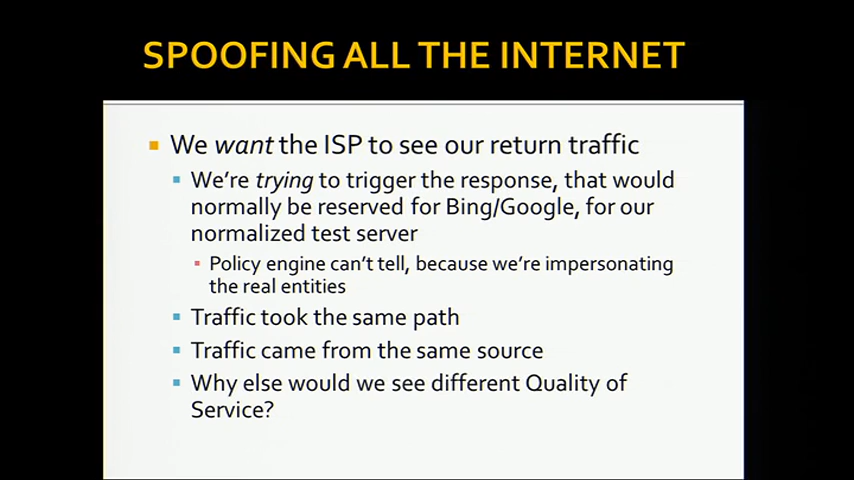 SPOOFING ALL THE INTERNET
We want the ISP to see our return traffic
We're trying to trigger the response, that would
normally be reserved for Bing/Google, for our
normalized test server
Policy engine can't tell, because we're impersonating
the real entities
Traffic took the same path
Traffic came from the same source
Why else would we see different Quality of
Service?